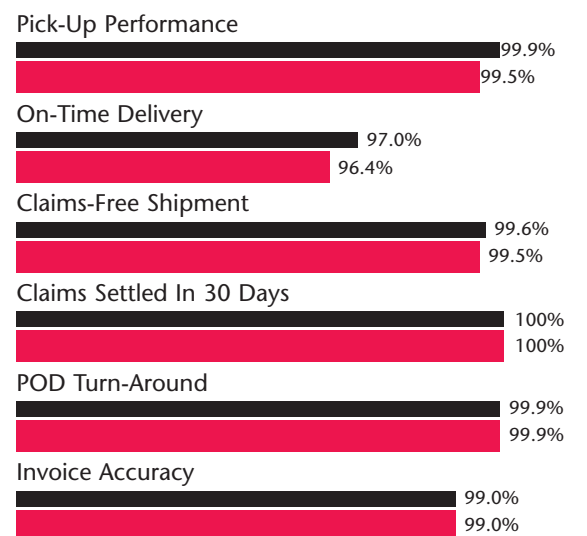 Pick-Up Performance
99.9%
99.5%
On-Time Delivery
97.0%
96.4%
Claims-Free Shipment
99.6%
99.5%
Claims Settled In 30 Days
100%
100%
POD Turn-Around
99.9%
99.9%
Invoice Accuracy
99.0%
99.0%